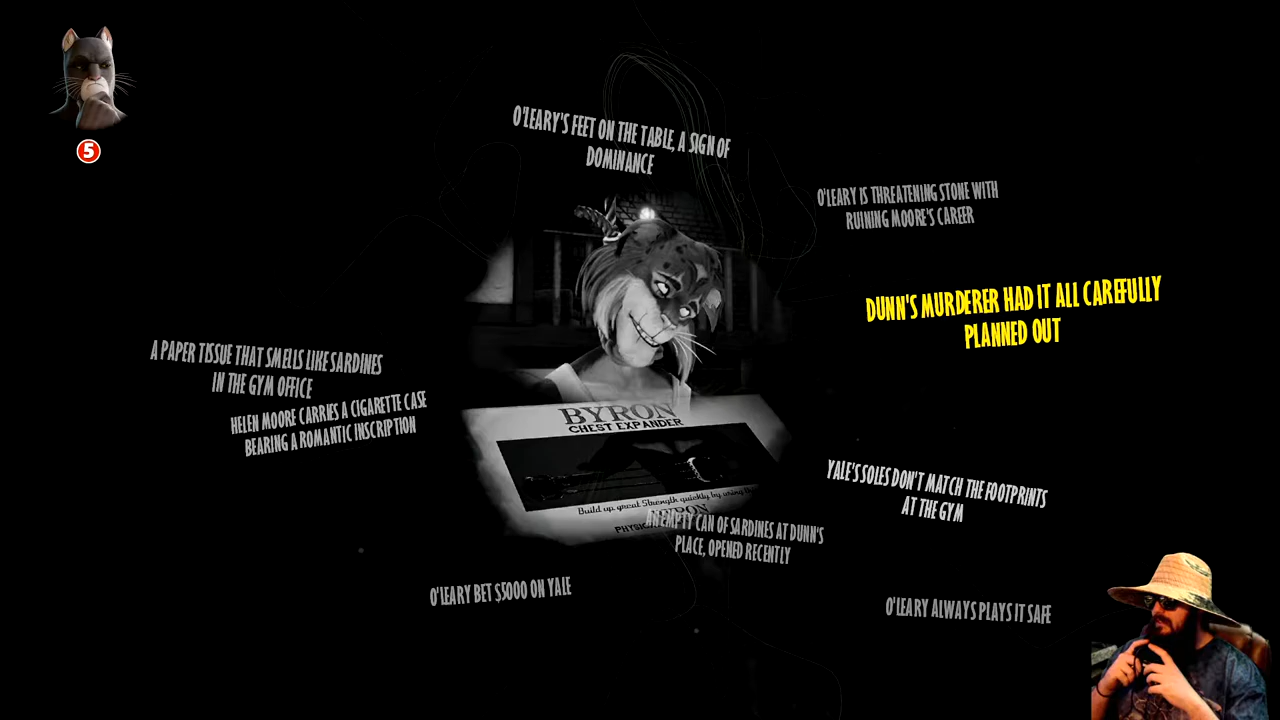 5
O'LEARY'S FEET ON THE TABLE, A SIGN OF
DOMINANCE
O'LEARY IS THREATENING STONE WITH
RUINING MOORE'S CAREER
DUNN'S MURDERER HAD IT ALL CAREFULLY
PLANNED OUT
A PAPER TISSUE THAT SMELLS LIKE SARDINES
IN THE GYM OFFICE
HELEN MOORE CARRIES A CIGARETTE CASE
BEARING A ROMANTIC INSCRIPTION
BYRON
CHEST EXPANDER
Build up great Strength quickly by using
BYRON
YALE'S SOLES DON'T MATCH THE FOOTPRINTS
AT THE GYM
AN EMPTY CAN OF SARDINES AT DUNN'S
PLACE, OPENED RECENTLY
O'LEARY BET $5000 ON YALE
O'LEARY ALWAYS PLAYS IT SAFE